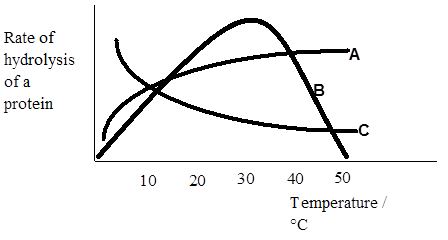 Rate of
hydrolysis
of a
protein
A
B
C
10 20 30 40 50
Temperature /
°C